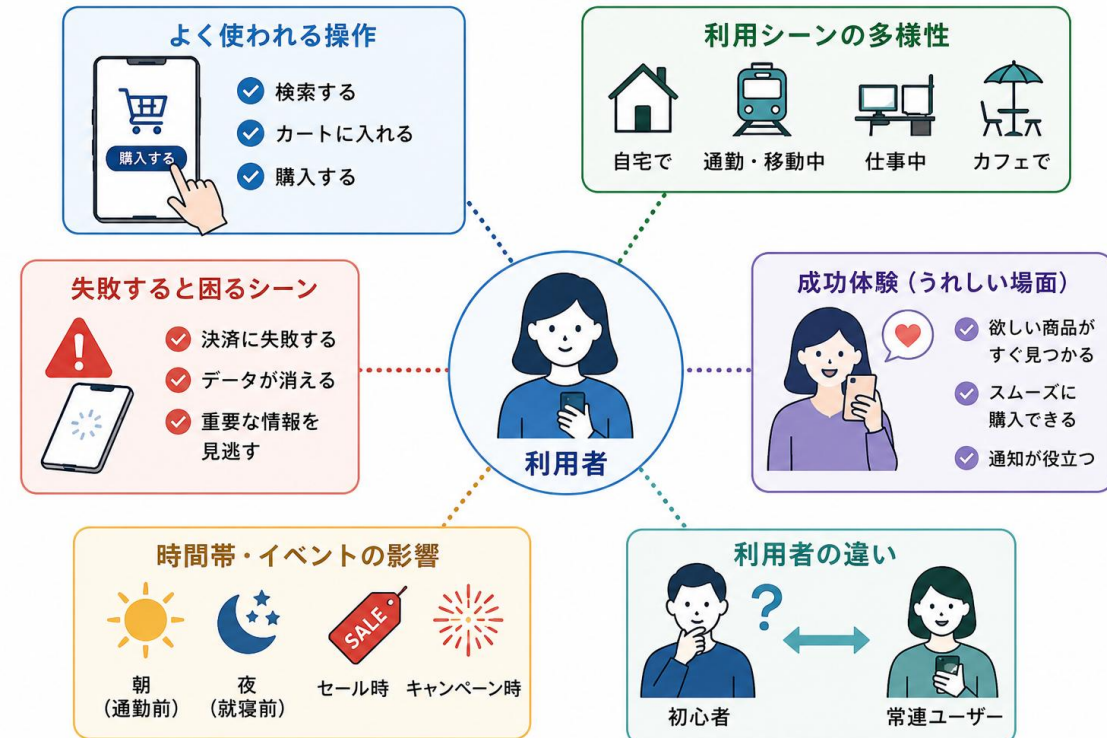 よく使われる操作
購入する
検索する
カートに入れる
購入する
利用シーンの多様性
自宅で
通勤・移動中
仕事中
カフェで
失敗すると困るシーン
決済に失敗する
データが消える
重要な情報を
見逃す
利用者
成功体験（うれしい場面）
欲しい商品が
すぐ見つかる
スムーズに
購入できる
通知が役立つ
時間帯・イベントの影響
朝
（通勤前）
夜
（就寝前）
SALE
セール時
キャンペーン時
利用者の違い
?
初心者
常連ユーザー